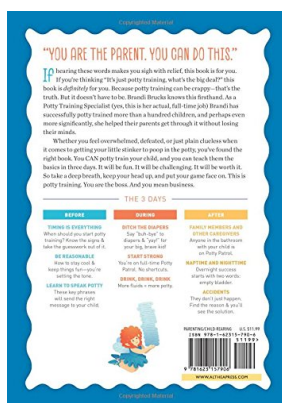 Copyrighted Material
"YOU ARE THE PARENT. YOU CAN DO THIS."
If hearing these words makes you sigh with relief, this book is for you.
If you're thinking "It's just potty training, what's the big deal?" this
book is definitely for you. Because potty training can be crappy—that's the
truth. But it doesn't have to be. Brandi Brucks knows this firsthand. As a
Potty Training Specialist (yes, this is her actual, full-time job) Brandi has
successfully potty trained more than a hundred children, and perhaps even
more significantly, she helped their parents get through it without losing
their minds.
Whether you feel overwhelmed, defeated, or just plain clueless when
it comes to getting your little stinker to poop in the potty, you've found the
right book. You CAN potty train your child, and you can teach them the
basics in three days. It will be fun. It will be challenging. It will be worth it.
So take a deep breath, keep your head up, and put your game face on. This is
potty training. You are the boss. And you mean business.
THE 3 DAYS
BEFORE
TIMING IS EVERYTHING
When should you start potty
training? Know the signs &
take the guesswork out of it.
BE REASONABLE
How to stay cool &
keep things fun—you're
setting the tone.
LEARN TO SPEAK POTTY
These key phrases
will send the right
message to your child.
DURING
DITCH THE DIAPERS
Say "buh-bye" to
diapers & "yay!" for
your big, brave kid!
START STRONG
You're on full-time Potty
Patrol. No shortcuts.
DRINK, DRINK, DRINK
More fluids = more potty.
AFTER
FAMILY MEMBERS AND
OTHER CAREGIVERS
Anyone in the bathroom
with your child is
on Potty Patrol.
NAPTIME AND NIGHTTIME
Overnight success
starts with two words:
empty bladder.
ACCIDENTS
They don't just happen.
Find the reason & you'll
see the solution.
PARENTING/CHILD REARING
U.S. $11.99
ISBN 978-1-62315-790-6
51199
9 781623 157906
WWW.ALTHEAPRESS.COM
Copyrighted Material